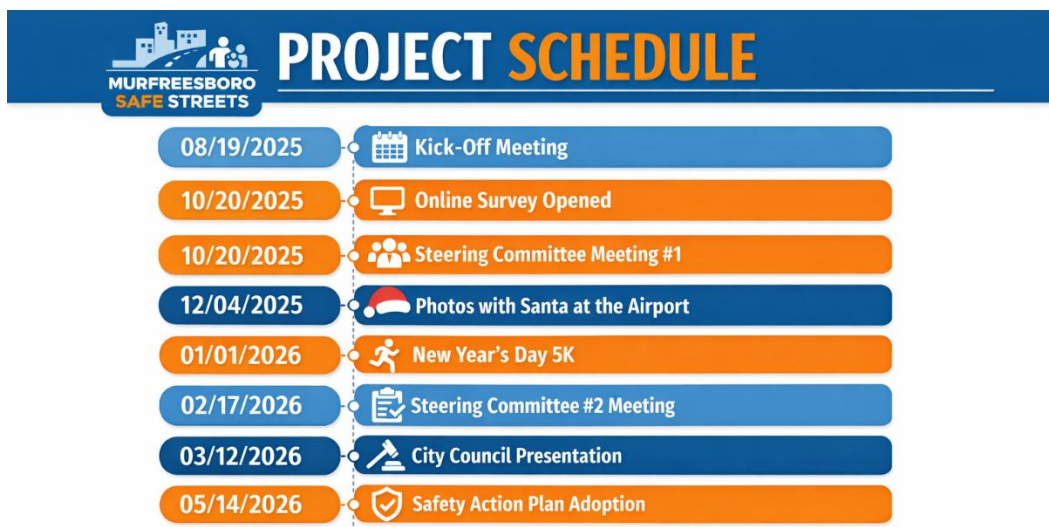 MURFREESBORO
SAFE STREETS
PROJECT SCHEDULE
08/19/2025 Kick-Off Meeting
10/20/2025 Online Survey Opened
10/20/2025 Steering Committee Meeting #1
12/04/2025 Photos with Santa at the Airport
01/01/2026 New Year's Day 5K
02/17/2026 Steering Committee #2 Meeting
03/12/2026 City Council Presentation
05/14/2026 Safety Action Plan Adoption